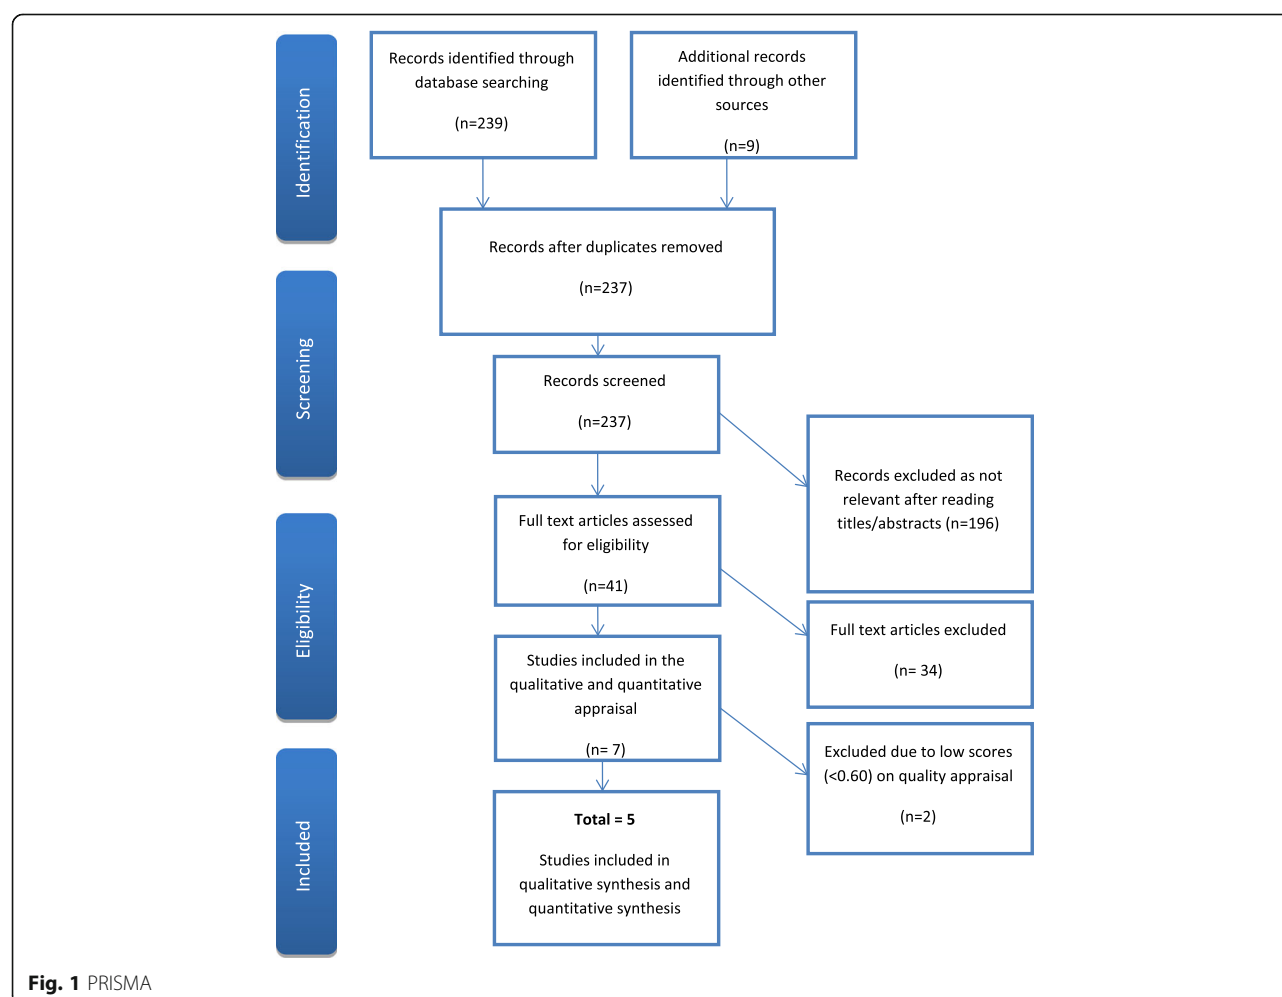 Identification
Records identified through
database searching
(n=239)
Additional records
identified through other
sources
(n=9)
Records after duplicates removed
(n=237)
Screening
Records screened
(n=237)
Records excluded as not
relevant after reading
titles/abstracts (n=196)
Eligibility
Full text articles assessed
for eligibility
(n=41)
Full text articles excluded
(n= 34)
Studies included in the
qualitative and quantitative
appraisal
(n= 7)
Excluded due to low scores
(<0.60) on quality appraisal
(n=2)
Included
Total = 5
Studies included in
qualitative synthesis and
quantitative synthesis
Fig. 1 PRISMA